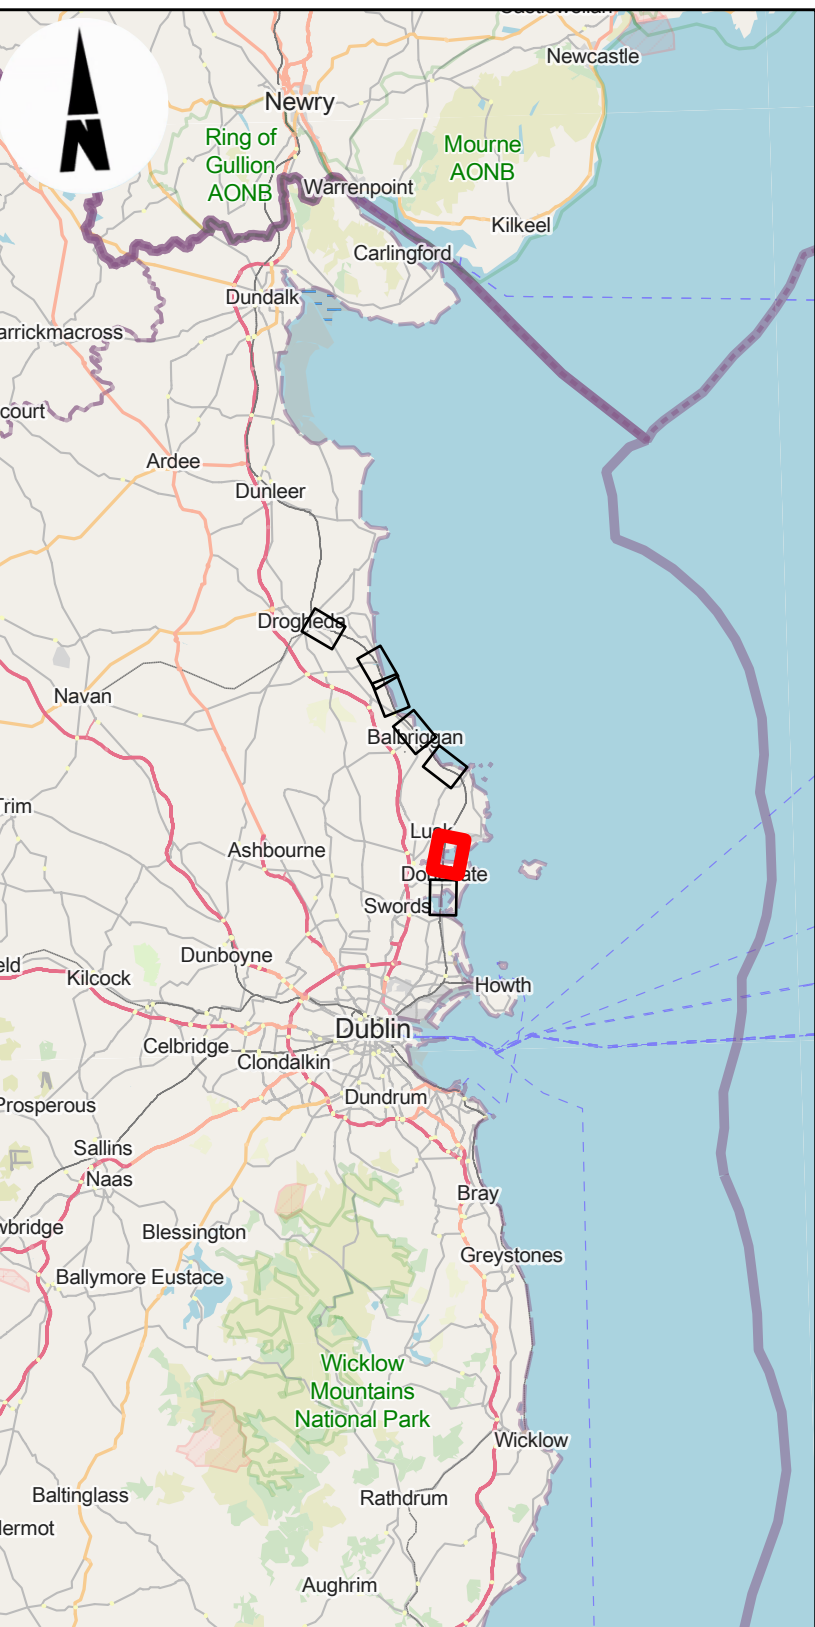 Newcastle
Newry
Ring of
Gullion
AONB
Mourne
AONB
N
Warrenpoint
Kilkeel
Carlingford
Dundalk
arrickmacross
court
Ardee
Dunleer
Drogheda
Navan
Balbriggan
Trim
Lusk
Ashbourne
Swords
Dunboyne
eld
Kilcock
Howth
Dublin
Celbridge
Clondalkin
Dundrum
Prosperous
Sallins
Naas
Bray
wbridge
Blessington
Greystones
Ballymore Eustace
Wicklow
Mountains
National Park
Wicklow
Baltinglass
Rathdrum
dermot
Aughrim